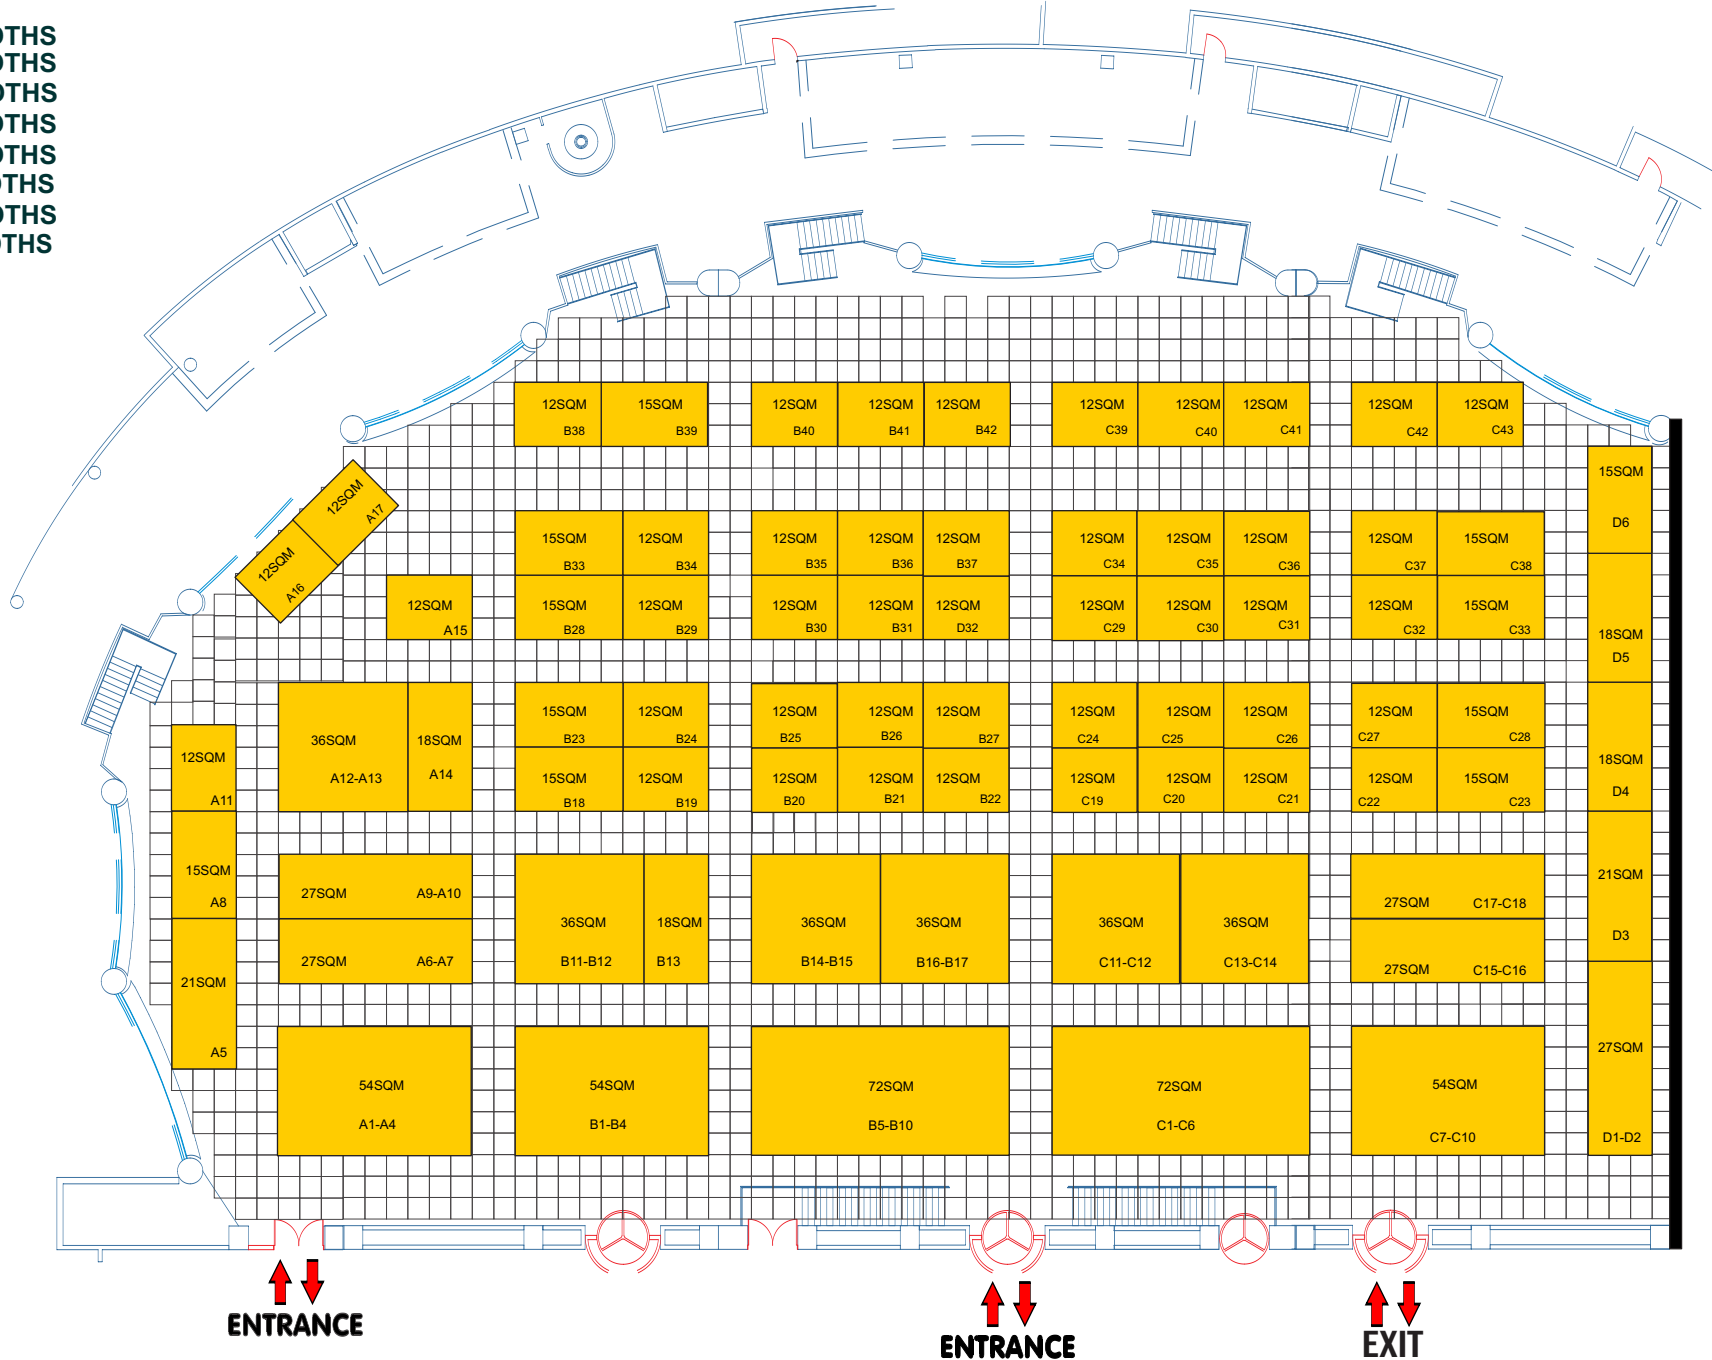 OTHS
OTHS
OTHS
OTHS
OTHS
OTHS
OTHS
OTHS
12SQM 15SQM 12SQM 12SQM 12SQM 12SQM 12SQM 12SQM 12SQM 12SQM
B38 B39 B40 B41 B42 C39 C40 C41 C42 C43
15SQM
D6
12SQM
A17
12SQM
A16
15SQM 12SQM 12SQM 12SQM 12SQM 12SQM 12SQM 12SQM 12SQM 15SQM
B33 B34 B35 B36 B37 C34 C35 C36 C37 C38
12SQM 15SQM 12SQM 12SQM 12SQM 12SQM 12SQM 12SQM 12SQM 12SQM 15SQM
A15 B28 B29 B30 B31 D32 C29 C30 C31 C32 C33
18SQM
D5
36SQM 18SQM 15SQM 12SQM 12SQM 12SQM 12SQM 12SQM 12SQM 12SQM 12SQM 15SQM
A12-A13 A14 B23 B24 B25 B26 B27 C24 C25 C26 C27 C28
12SQM
A11
15SQM 12SQM 12SQM 12SQM 12SQM 12SQM 12SQM 12SQM 12SQM 15SQM
B18 B19 B20 B21 B22 C19 C20 C21 C22 C23
18SQM
D4
15SQM
A8
27SQM A9-A10
27SQM A6-A7
36SQM 18SQM 36SQM 36SQM 36SQM 36SQM
B11-B12 B13 B14-B15 B16-B17 C11-C12 C13-C14
27SQM C17-C18
27SQM C15-C16
21SQM
D3
21SQM
A5
54SQM 54SQM 72SQM 72SQM 54SQM
A1-A4 B1-B4 B5-B10 C1-C6 C7-C10
27SQM
D1-D2
ENTRANCE
ENTRANCE
EXIT